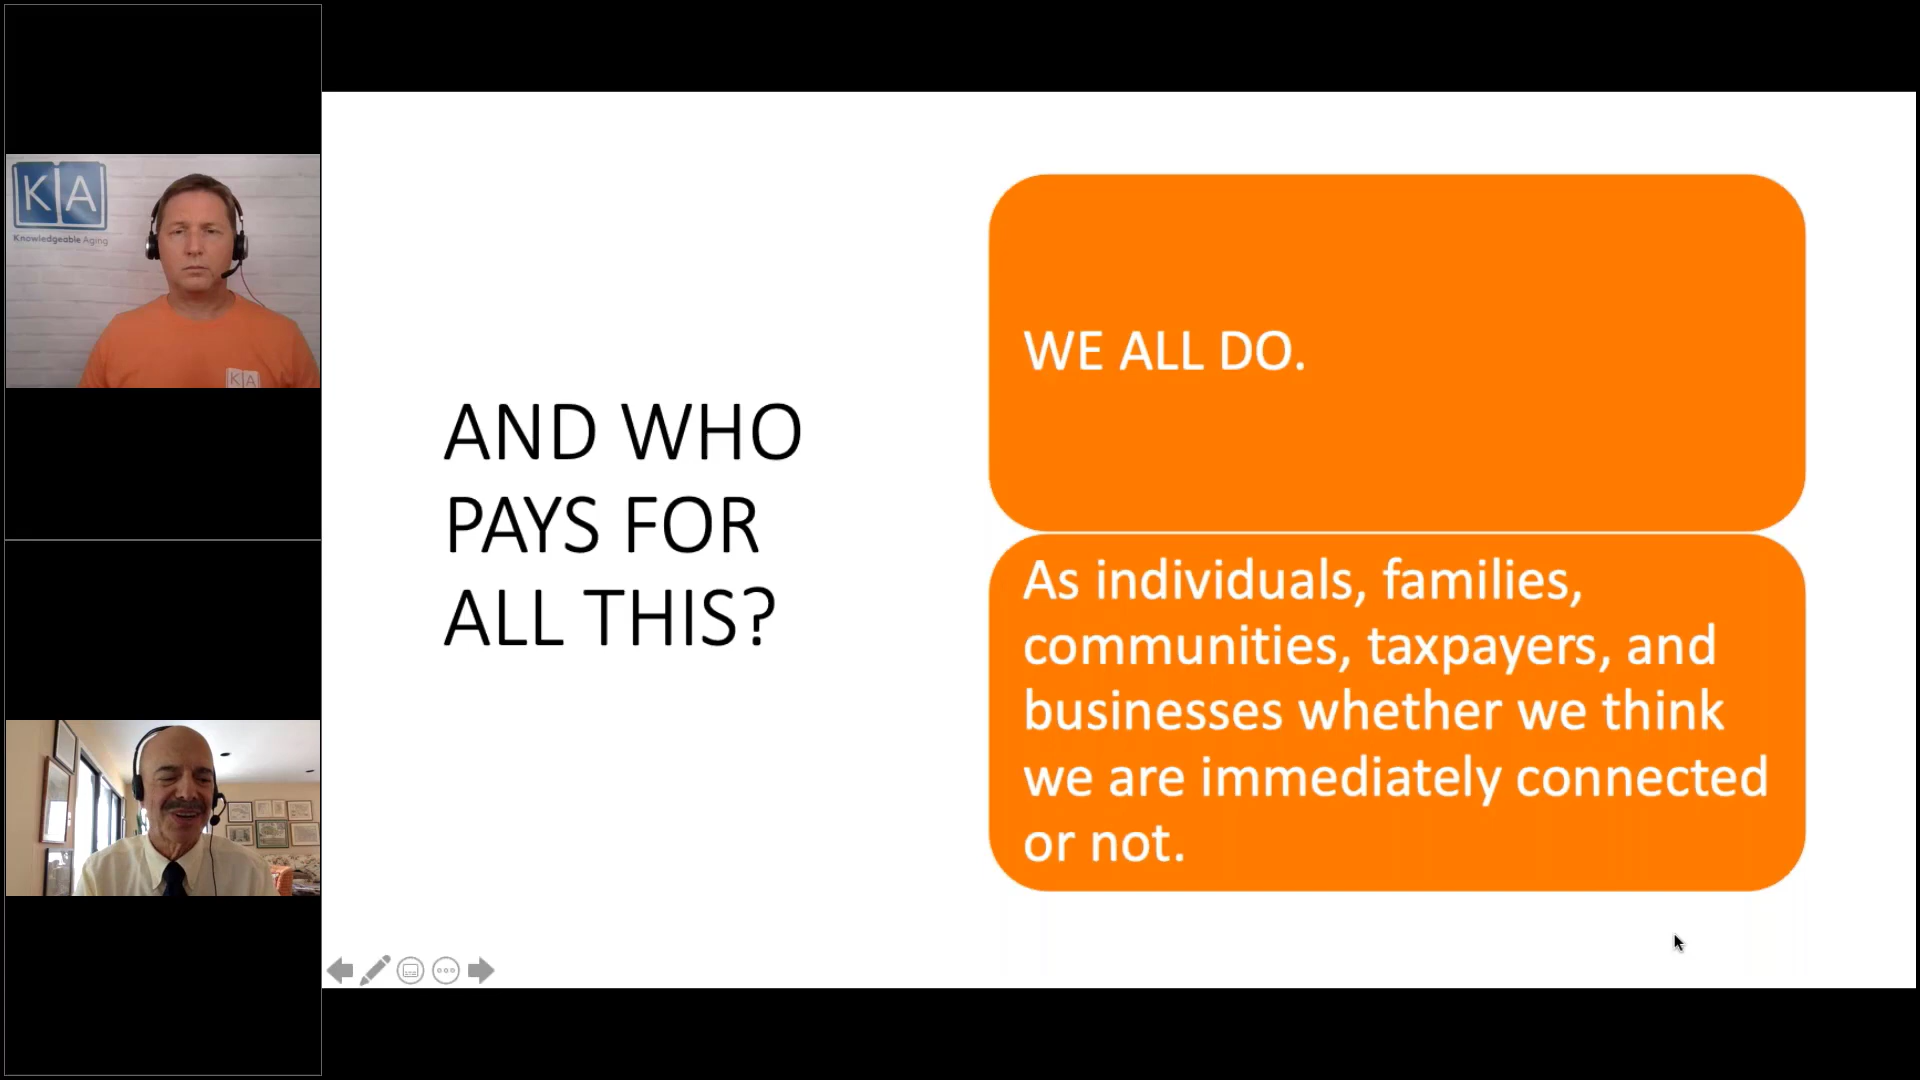 K A
Knowledgeable Aging
K A
AND WHO
PAYS FOR
ALL THIS?
WE ALL DO.
As individuals, families,
communities, taxpayers, and
businesses whether we think
we are immediately connected
or not.